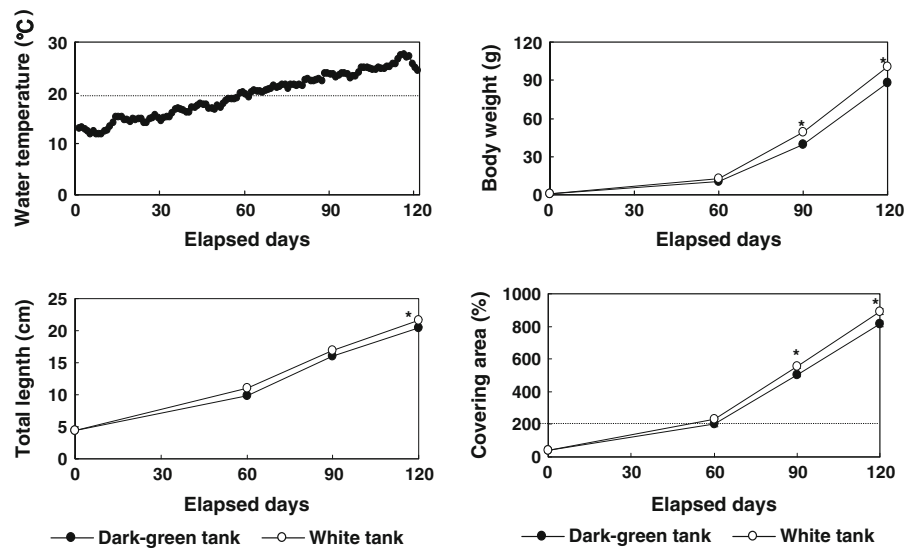 Water temperature (℃)
30
20
10
0
0 30 60 90 120
Elapsed days
Body weight (g)
120
90
60
30
0
* *
0 30 60 90 120
Elapsed days
Total legnth (cm)
25
20
15
10
5
0
*
0 30 60 90 120
Elapsed days
Dark-green tank White tank
Covering area (%)
1000
800
600
400
200
0
* *
0 30 60 90 120
Elapsed days
Dark-green tank White tank